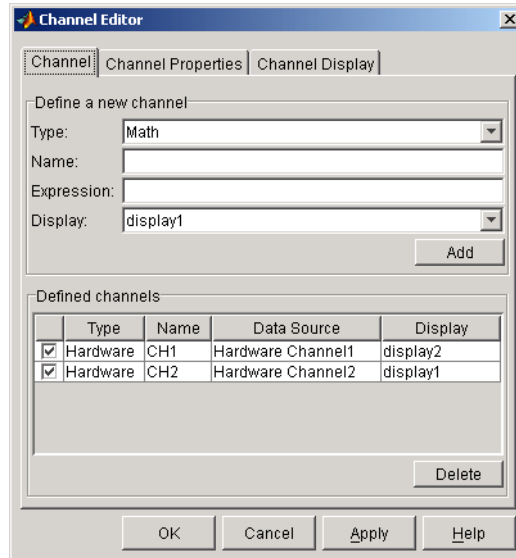 Channel Editor
Channel Channel Properties Channel Display
Define a new channel
Type: Math
Name:
Expression:
Display: display1
Add
Defined channels
Type Name Data Source Display
Hardware CH1 Hardware Channel1 display2
Hardware CH2 Hardware Channel2 display1
Delete
OK Cancel Apply Help